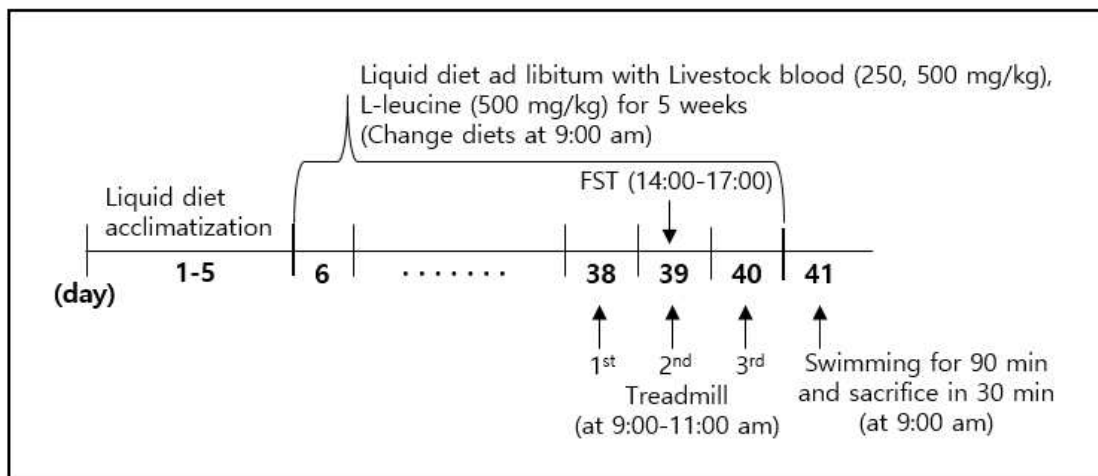 Liquid diet ad libitum with Livestock blood (250, 500 mg/kg),
L-leucine (500 mg/kg) for 5 weeks
(Change diets at 9:00 am)
FST (14:00-17:00)
Liquid diet
acclimatization
(day)
1-5
6
.......
38
39
40
41
1st
2nd
3rd
Treadmill
(at 9:00-11:00 am)
Swimming for 90 min
and sacrifice in 30 min
(at 9:00 am)